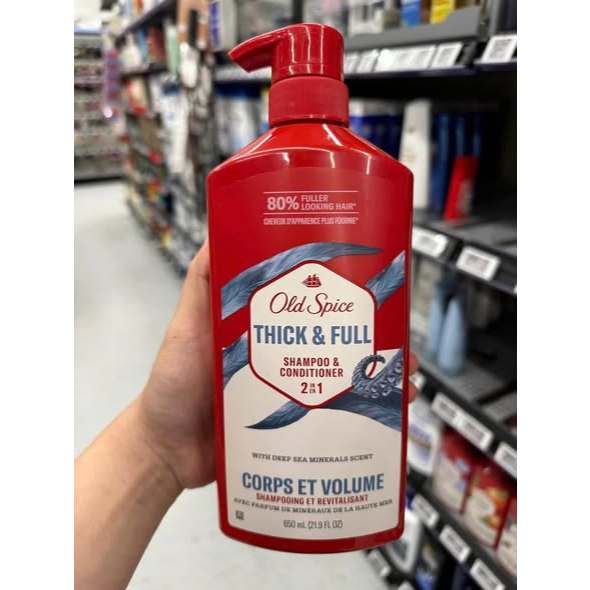 80% FULLER
LOOKING HAIR*
CHEVEUX D'APPARENCE PLUS FOURNIE*
Old Spice
THICK & FULL
SHAMPOO &
CONDITIONER
2 IN EN 1
WITH DEEP SEA MINERALS SCENT
CORPS ET VOLUME
SHAMPOOING ET REVITALISANT
AVEC PARFUM DE MINÉRAUX DE LA HAUTE MER
650 mL (21.9 FL OZ)